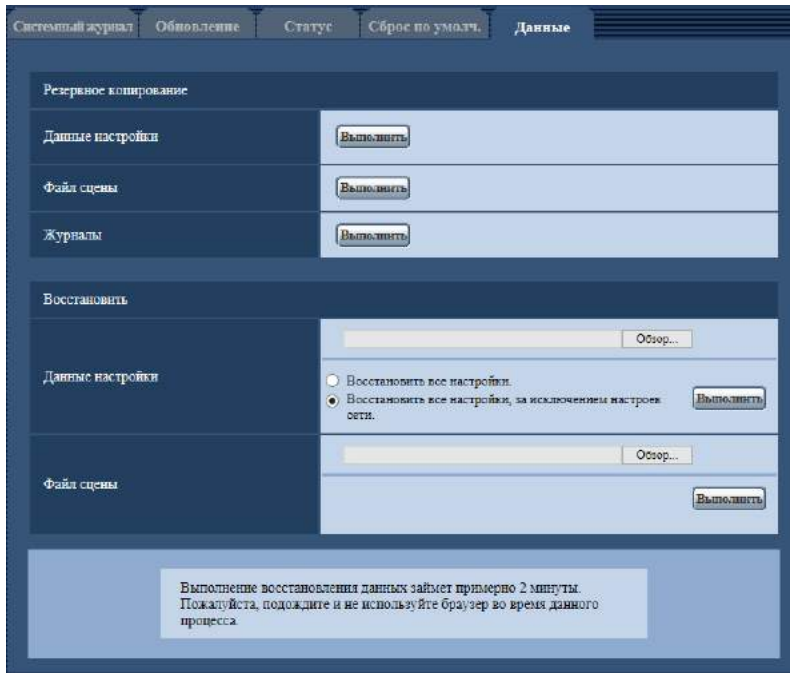 Системный журнал Обновление Статус Сброс по умолч. Данные
Резервное копирование
Данные настройки Выполнить
Файл сцены Выполнить
Журналы Выполнить
Восстановить
Обзор...
Данные настройки
Восстановить все настройки.
Восстановить все настройки, за исключением настроек
сети.
Выполнить
Обзор...
Файл сцены
Выполнить
Выполнение восстановления данных займет примерно 2 минуты.
Пожалуйста, подождите и не используйте браузер во время данного
процесса.